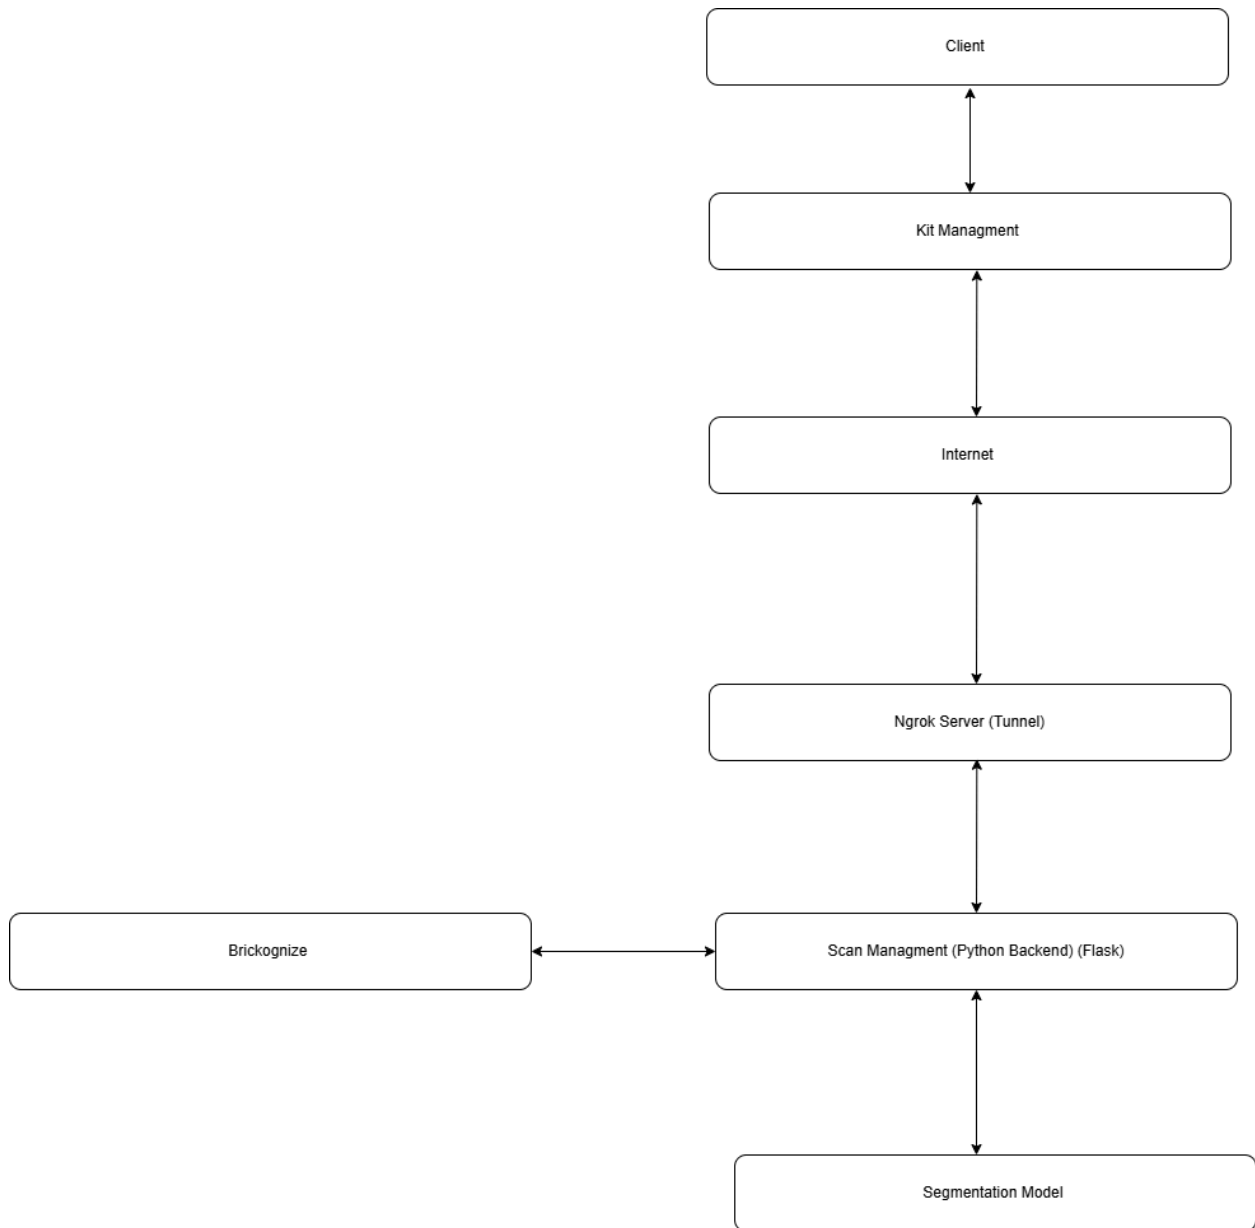 Client
Kit Managment
Internet
Ngrok Server (Tunnel)
Brickognize
Scan Managment (Python Backend) (Flask)
Segmentation Model